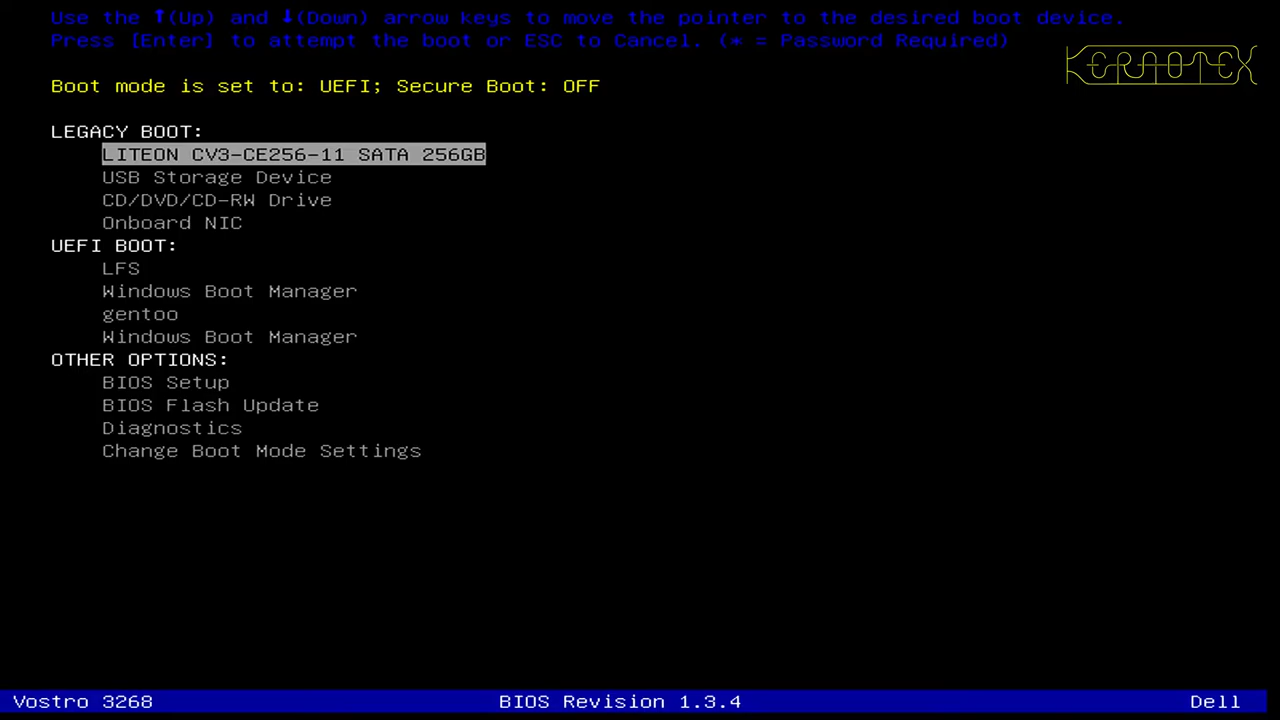 Use the ↑(Up) and ↓(Down) arrow keys to move the pointer to the desired boot device.
Press [Enter] to attempt the boot or ESC to Cancel. (* = Password Required)
KERNOTEX
Boot mode is set to: UEFI; Secure Boot: OFF
LEGACY BOOT:
LITEON CV3-CE256-11 SATA 256GB
USB Storage Device
CD/DVD/CD-RW Drive
Onboard NIC
UEFI BOOT:
LFS
Windows Boot Manager
gentoo
Windows Boot Manager
OTHER OPTIONS:
BIOS Setup
BIOS Flash Update
Diagnostics
Change Boot Mode Settings
Vostro 3268 BIOS Revision 1.3.4 Dell